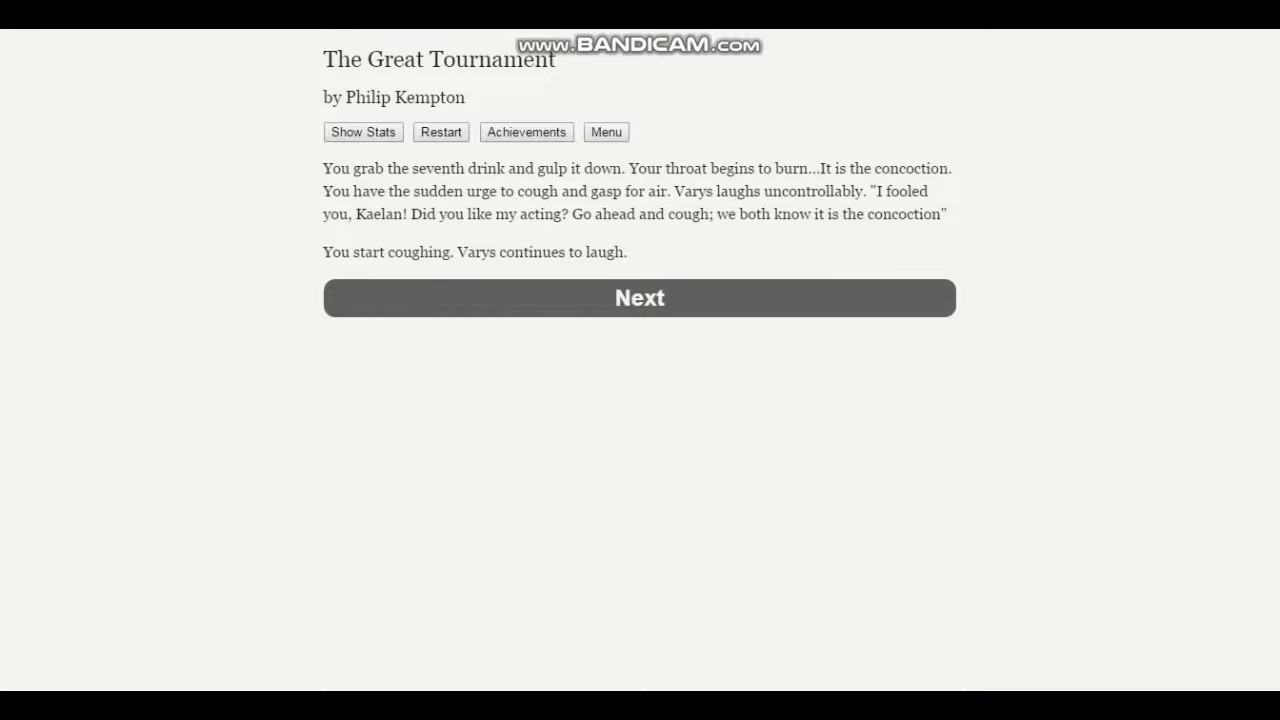 www.BANDICAM.com
The Great Tournament
by Philip Kempton
Show Stats Restart Achievements Menu
You grab the seventh drink and gulp it down. Your throat begins to burn...It is the concoction.
You have the sudden urge to cough and gasp for air. Varys laughs uncontrollably. "I fooled
you, Kaelan! Did you like my acting? Go ahead and cough; we both know it is the concoction"
You start coughing. Varys continues to laugh.
Next